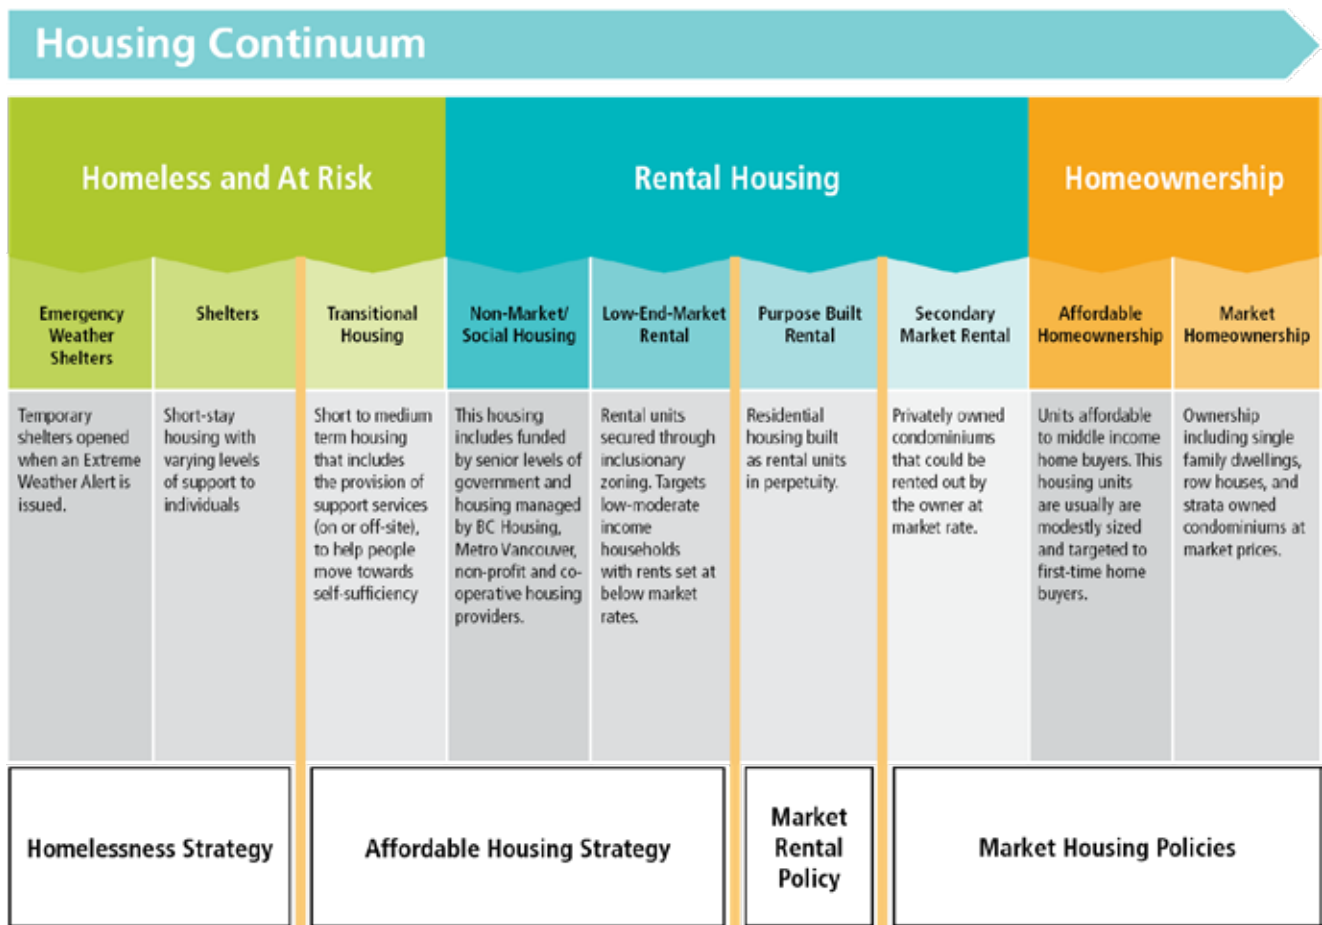 Housing Continuum
Homeless and At Risk
Rental Housing
Homeownership
Emergency
Weather
Shelters
Shelters
Transitional
Housing
Non-Market/
Social Housing
Low-End-Market
Rental
Purpose Built
Rental
Secondary
Market Rental
Affordable
Homeownership
Market
Homeownership
Temporary
shelters opened
when an Extreme
Weather Alert is
issued.
Short-stay
housing with
varying levels
of support to
individuals
Short to medium
term housing
that includes
the provision of
support services
(on or off-site),
to help people
move towards
self-sufficiency
This housing
includes funded
by senior levels of
government and
housing managed
by BC Housing,
Metro Vancouver,
non-profit and co-
operative housing
providers.
Rental units
secured through
inclusionary
zoning. Targets
low-moderate
income
households
with rents set at
below market
rates.
Residential
housing built
as rental units
in perpetuity.
Privately owned
condominiums
that could be
rented out by
the owner at
market rate.
Units affordable
to middle income
home buyers. This
housing units
are usually are
modestly sized
and targeted to
first-time home
buyers.
Ownership
including single
family dwellings,
row houses, and
strata owned
condominiums at
market prices.
Homelessness Strategy
Affordable Housing Strategy
Market
Rental
Policy
Market Housing Policies